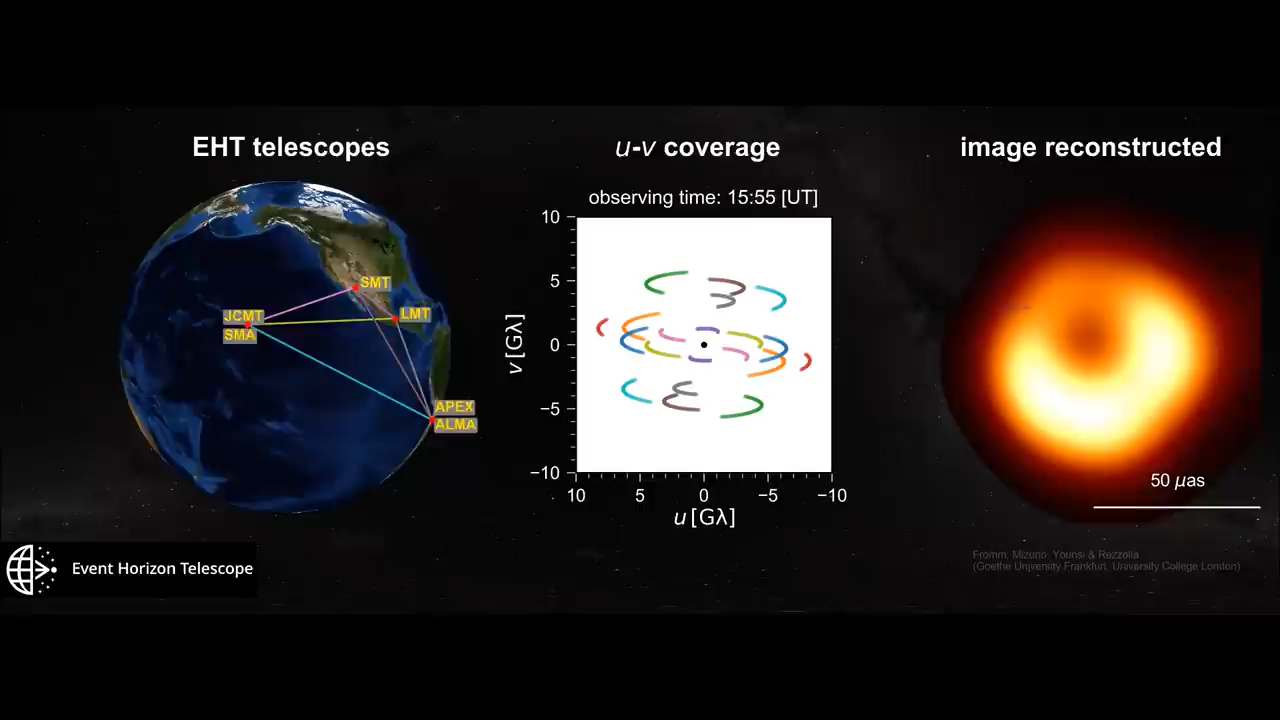 EHT telescopes
u-v coverage
image reconstructed
observing time: 15:55 [UT]
SMT
JCMT
SMA
LMT
APEX
ALMA
10
5
0
−5
−10
v [Gλ]
10
5
0
−5
−10
u [Gλ]
50 μas
Event Horizon Telescope
Fromm, Mizuno, Younsi & Rezzolla
(Goethe University Frankfurt, University College London)